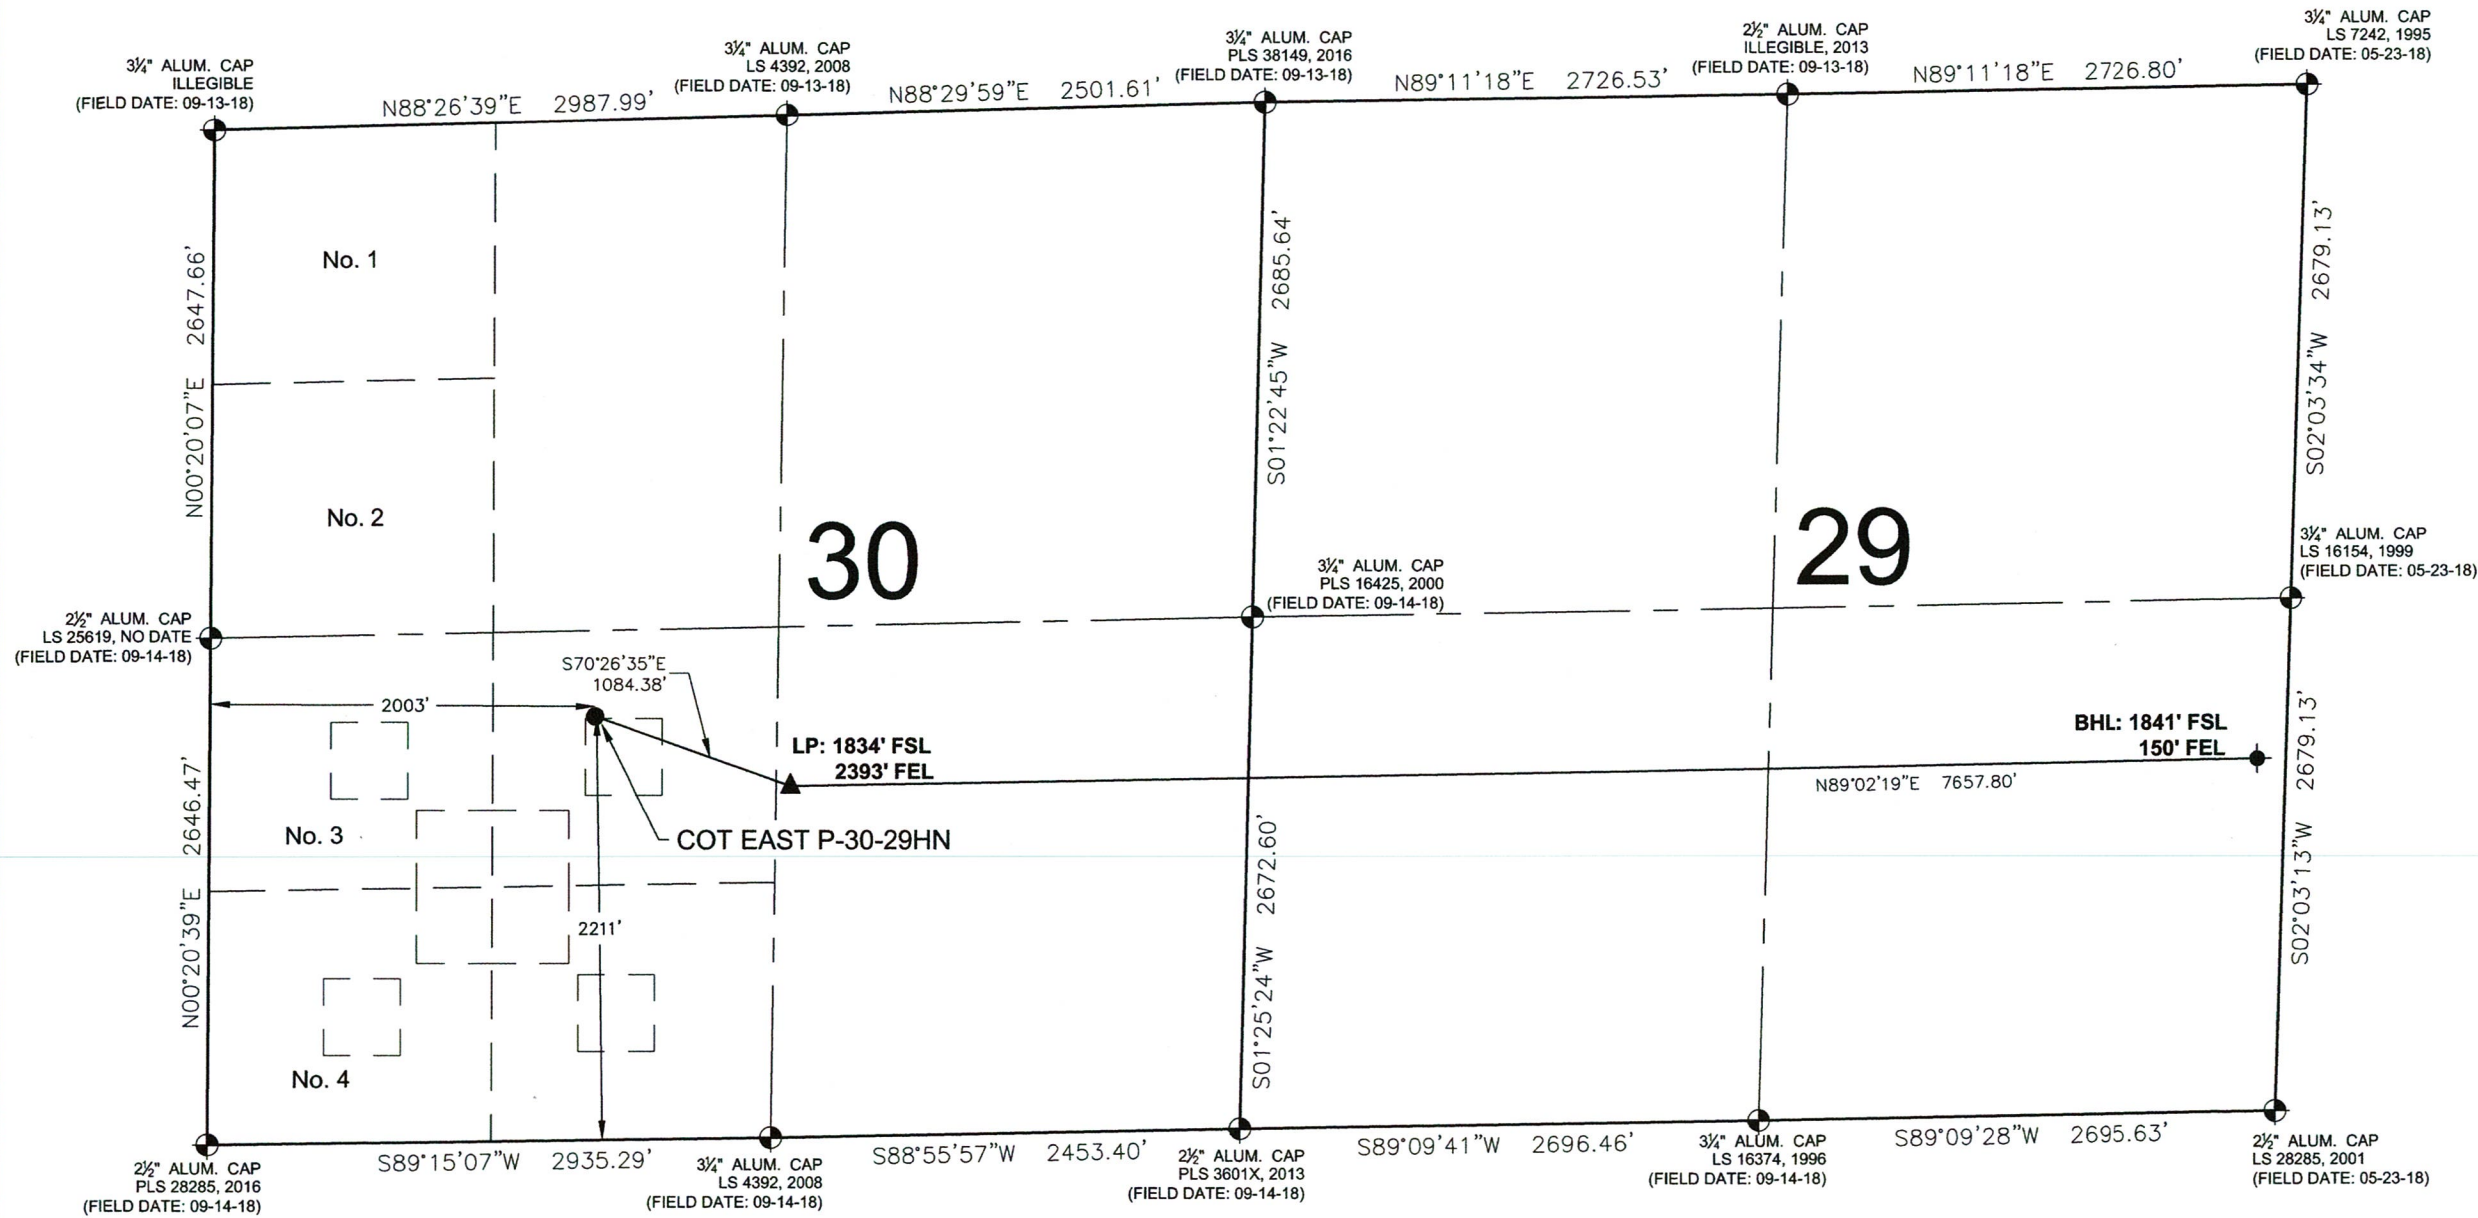 3¼" ALUM. CAP
ILLEGIBLE
(FIELD DATE: 09-13-18)
N88°26'39"E 2987.99'
3¼" ALUM. CAP
LS 4392, 2008
(FIELD DATE: 09-13-18)
N88°29'59"E 2501.61'
3¼" ALUM. CAP
PLS 38149, 2016
(FIELD DATE: 09-13-18)
N89°11'18"E 2726.53'
2½" ALUM. CAP
ILLEGIBLE, 2013
(FIELD DATE: 09-13-18)
N89°11'18"E 2726.80'
3¼" ALUM. CAP
LS 7242, 1995
(FIELD DATE: 05-23-18)
N00°20'07"E 2647.66'
No. 1
No. 2
30
S01°22'45"W 2685.64'
29
S02°03'34"W 2679.13'
3¼" ALUM. CAP
PLS 16425, 2000
(FIELD DATE: 09-14-18)
3¼" ALUM. CAP
LS 16154, 1999
(FIELD DATE: 05-23-18)
2½" ALUM. CAP
LS 25619, NO DATE
(FIELD DATE: 09-14-18)
S70°26'35"E
1084.38'
2003'
LP: 1834' FSL
2393' FEL
BHL: 1841' FSL
150' FEL
N89°02'19"E 7657.80'
COT EAST P-30-29HN
No. 3
2211'
No. 4
N00°20'39"E 2646.47'
S01°25'24"W 2672.60'
S02°03'13"W 2679.13'
2½" ALUM. CAP
PLS 28285, 2016
(FIELD DATE: 09-14-18)
S89°15'07"W 2935.29'
3¼" ALUM. CAP
LS 4392, 2008
(FIELD DATE: 09-14-18)
S88°55'57"W 2453.40'
2½" ALUM. CAP
PLS 3601X, 2013
(FIELD DATE: 09-14-18)
S89°09'41"W 2696.46'
3¼" ALUM. CAP
LS 16374, 1996
(FIELD DATE: 09-14-18)
S89°09'28"W 2695.63'
2½" ALUM. CAP
LS 28285, 2001
(FIELD DATE: 05-23-18)